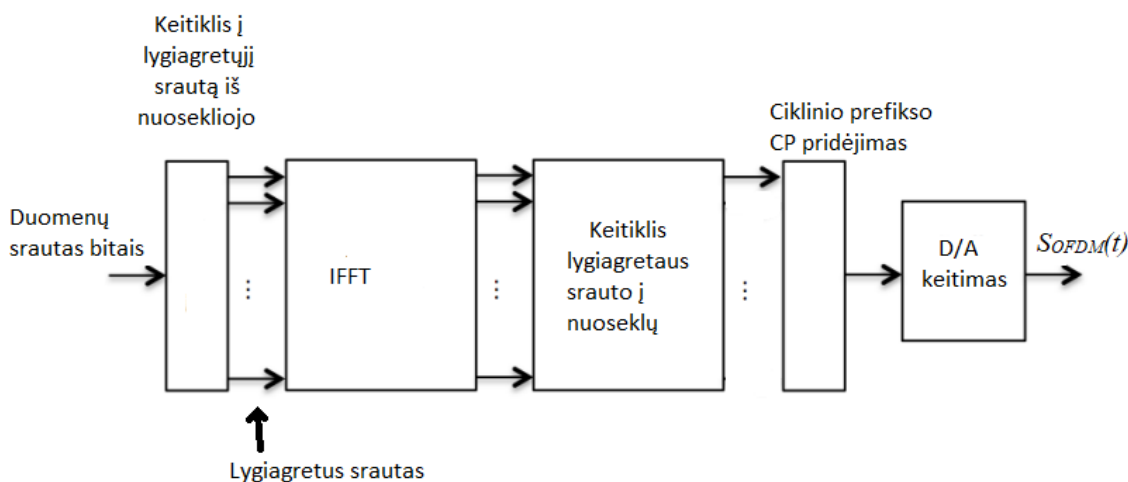 Keitiklis į
lygiagretųjį
srautą iš
nuosekliojo
Ciklinio prefikso
CP pridėjimas
Duomenų
srautas bitais
IFFT
Keitiklis
lygiagretaus
srauto į
nuoseklų
D/A
keitimas
SOFDM(t)
Lygiagretus srautas